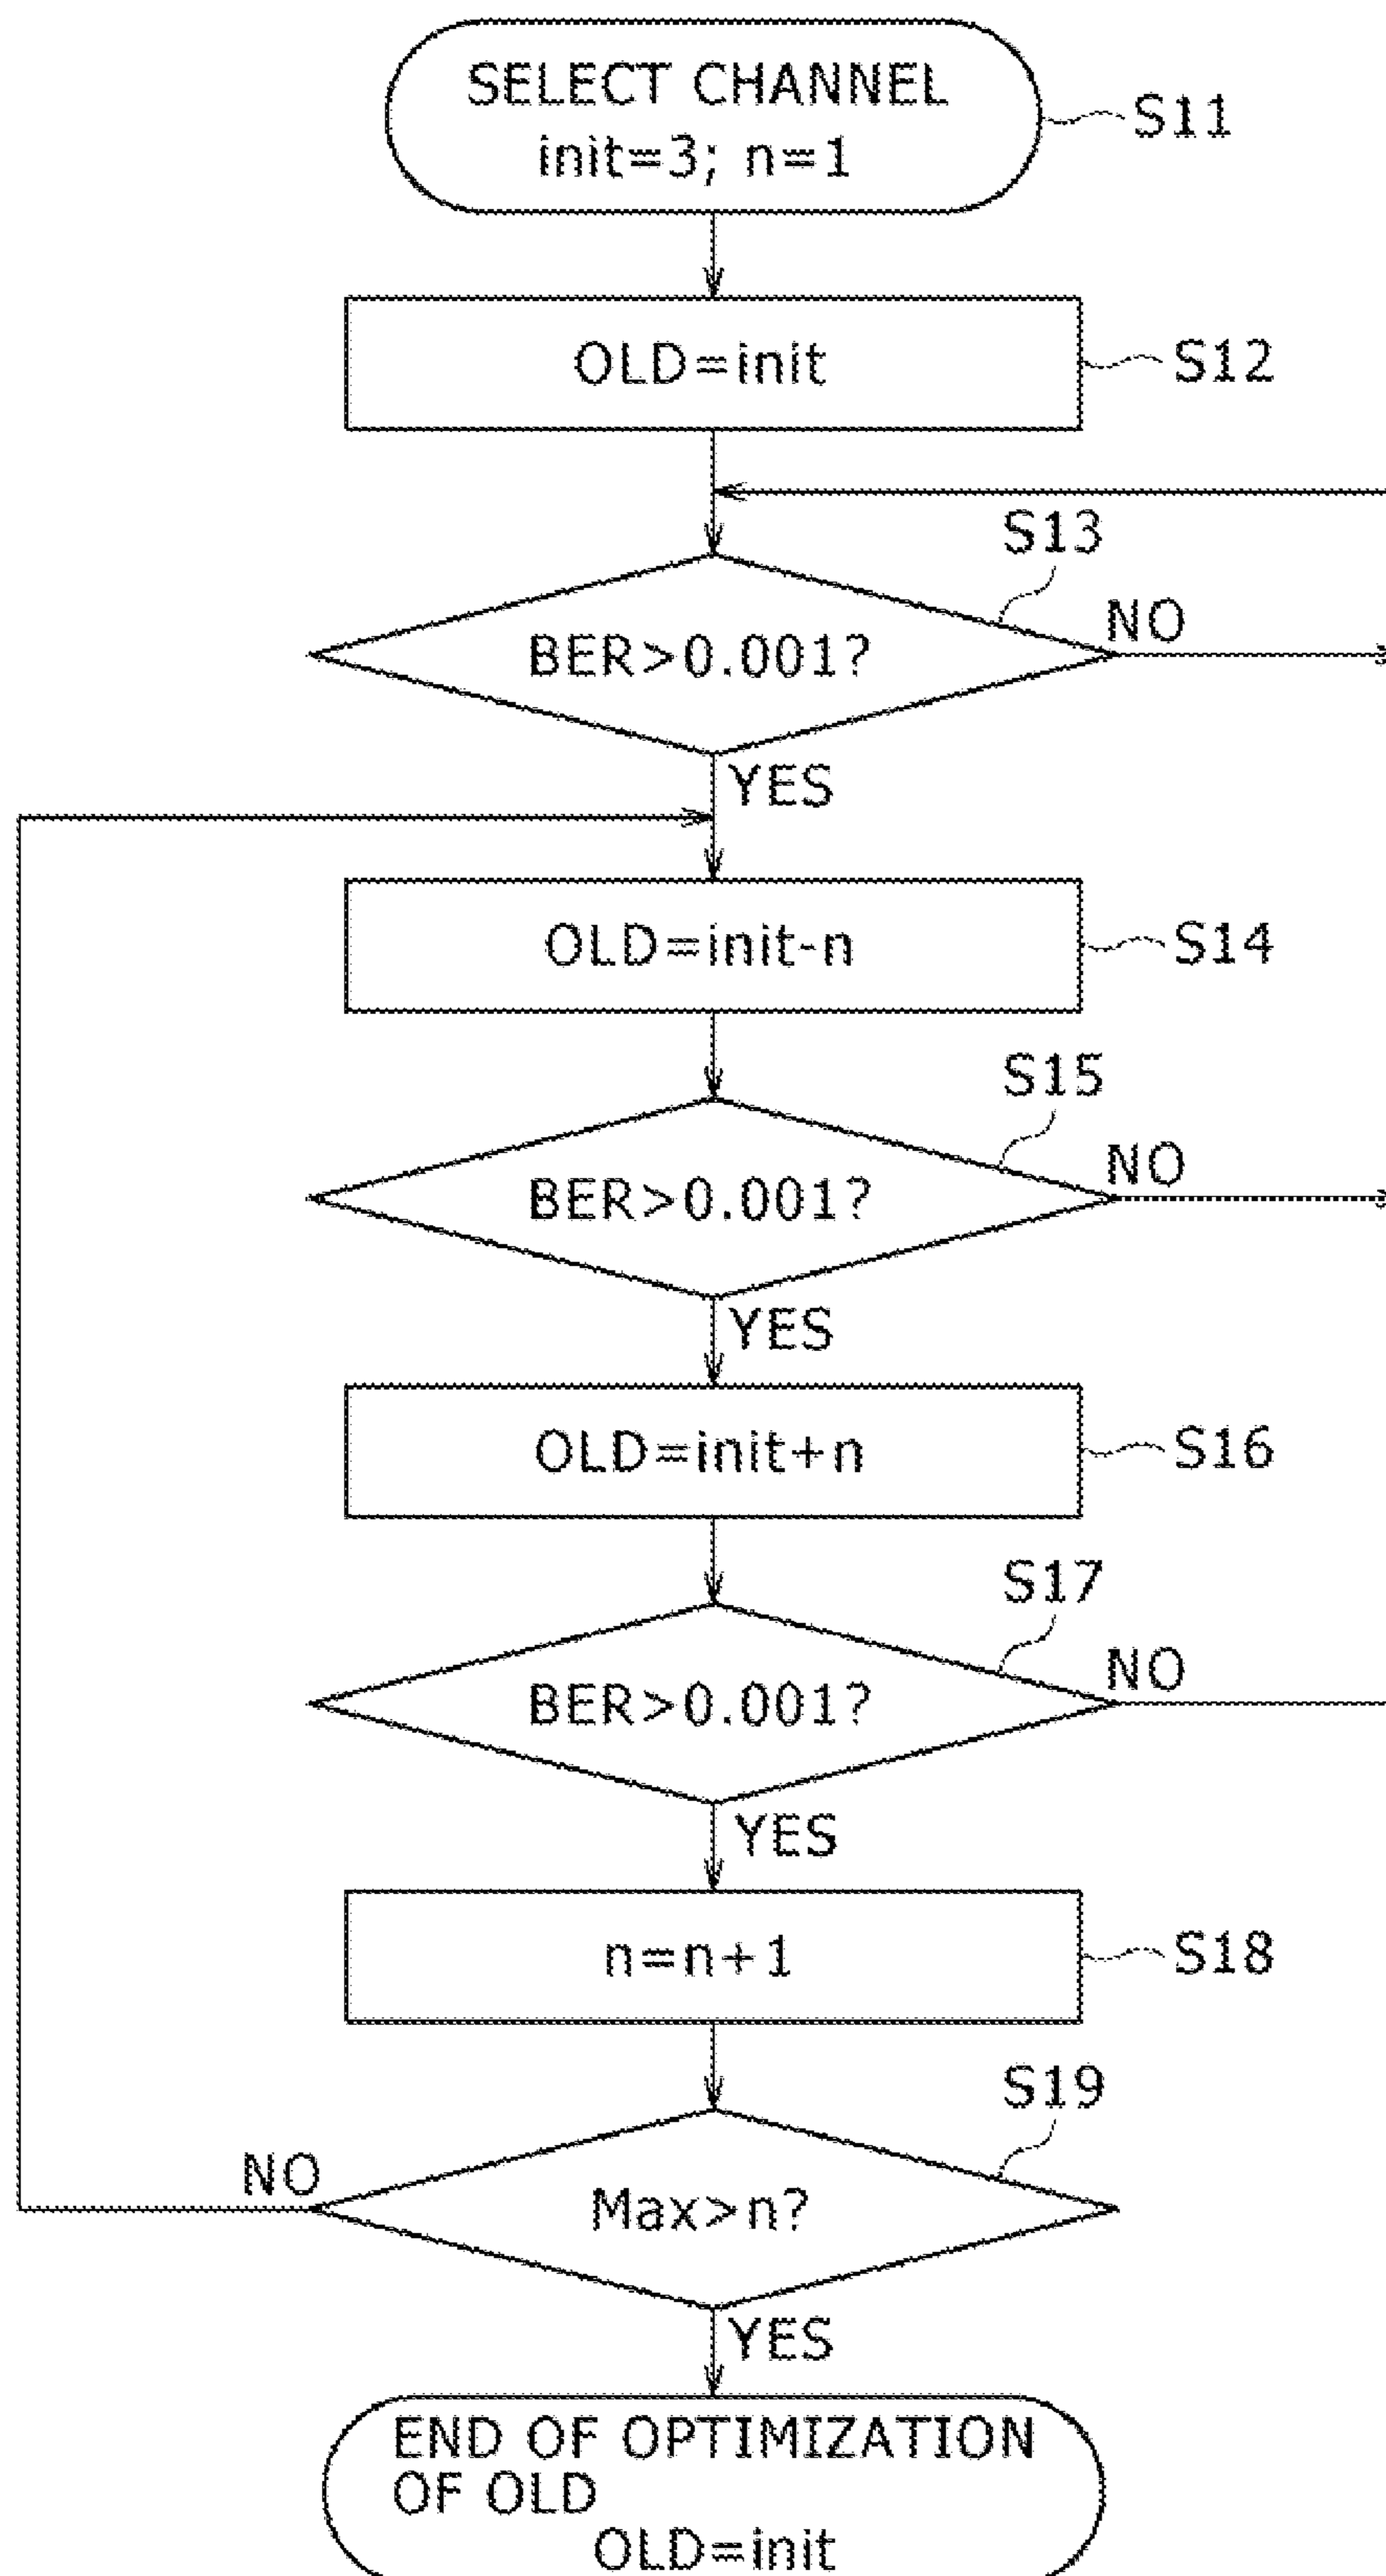 SELECT CHANNEL
init=3; n=1
S11
OLD=init
S12
S13
BER>0.001?
NO
YES
OLD=init-n
S14
S15
BER>0.001?
NO
YES
OLD=init+n
S16
S17
BER>0.001?
NO
YES
n=n+1
S18
S19
NO
Max>n?
YES
END OF OPTIMIZATION
OF OLD
OLD=init